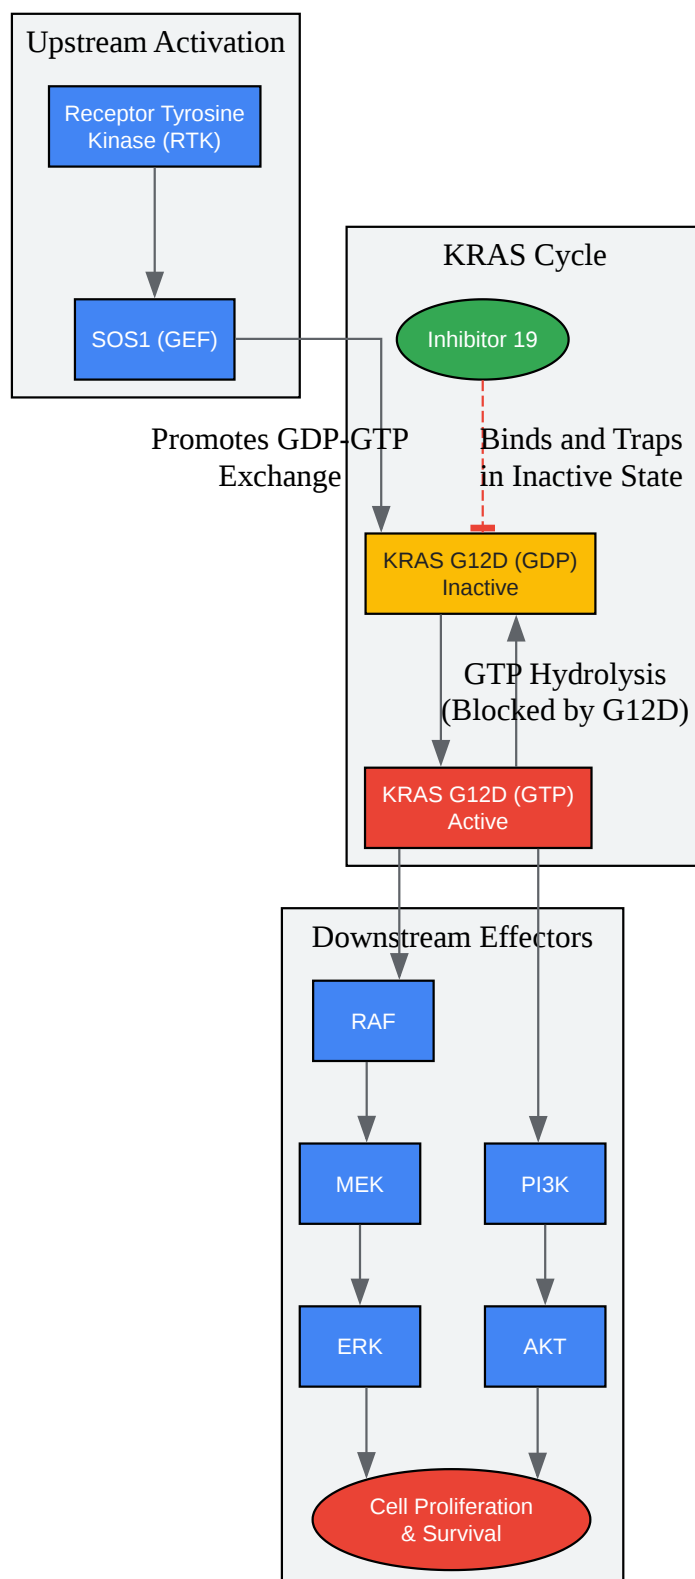 Upstream Activation
Receptor Tyrosine
Kinase (RTK)
SOS1 (GEF)
KRAS Cycle
Inhibitor 19
Promotes GDP-GTP
Exchange
Binds and Traps
in Inactive State
KRAS G12D (GDP)
Inactive
GTP Hydrolysis
(Blocked by G12D)
KRAS G12D (GTP)
Active
Downstream Effectors
RAF
MEK
PI3K
ERK
AKT
Cell Proliferation
& Survival